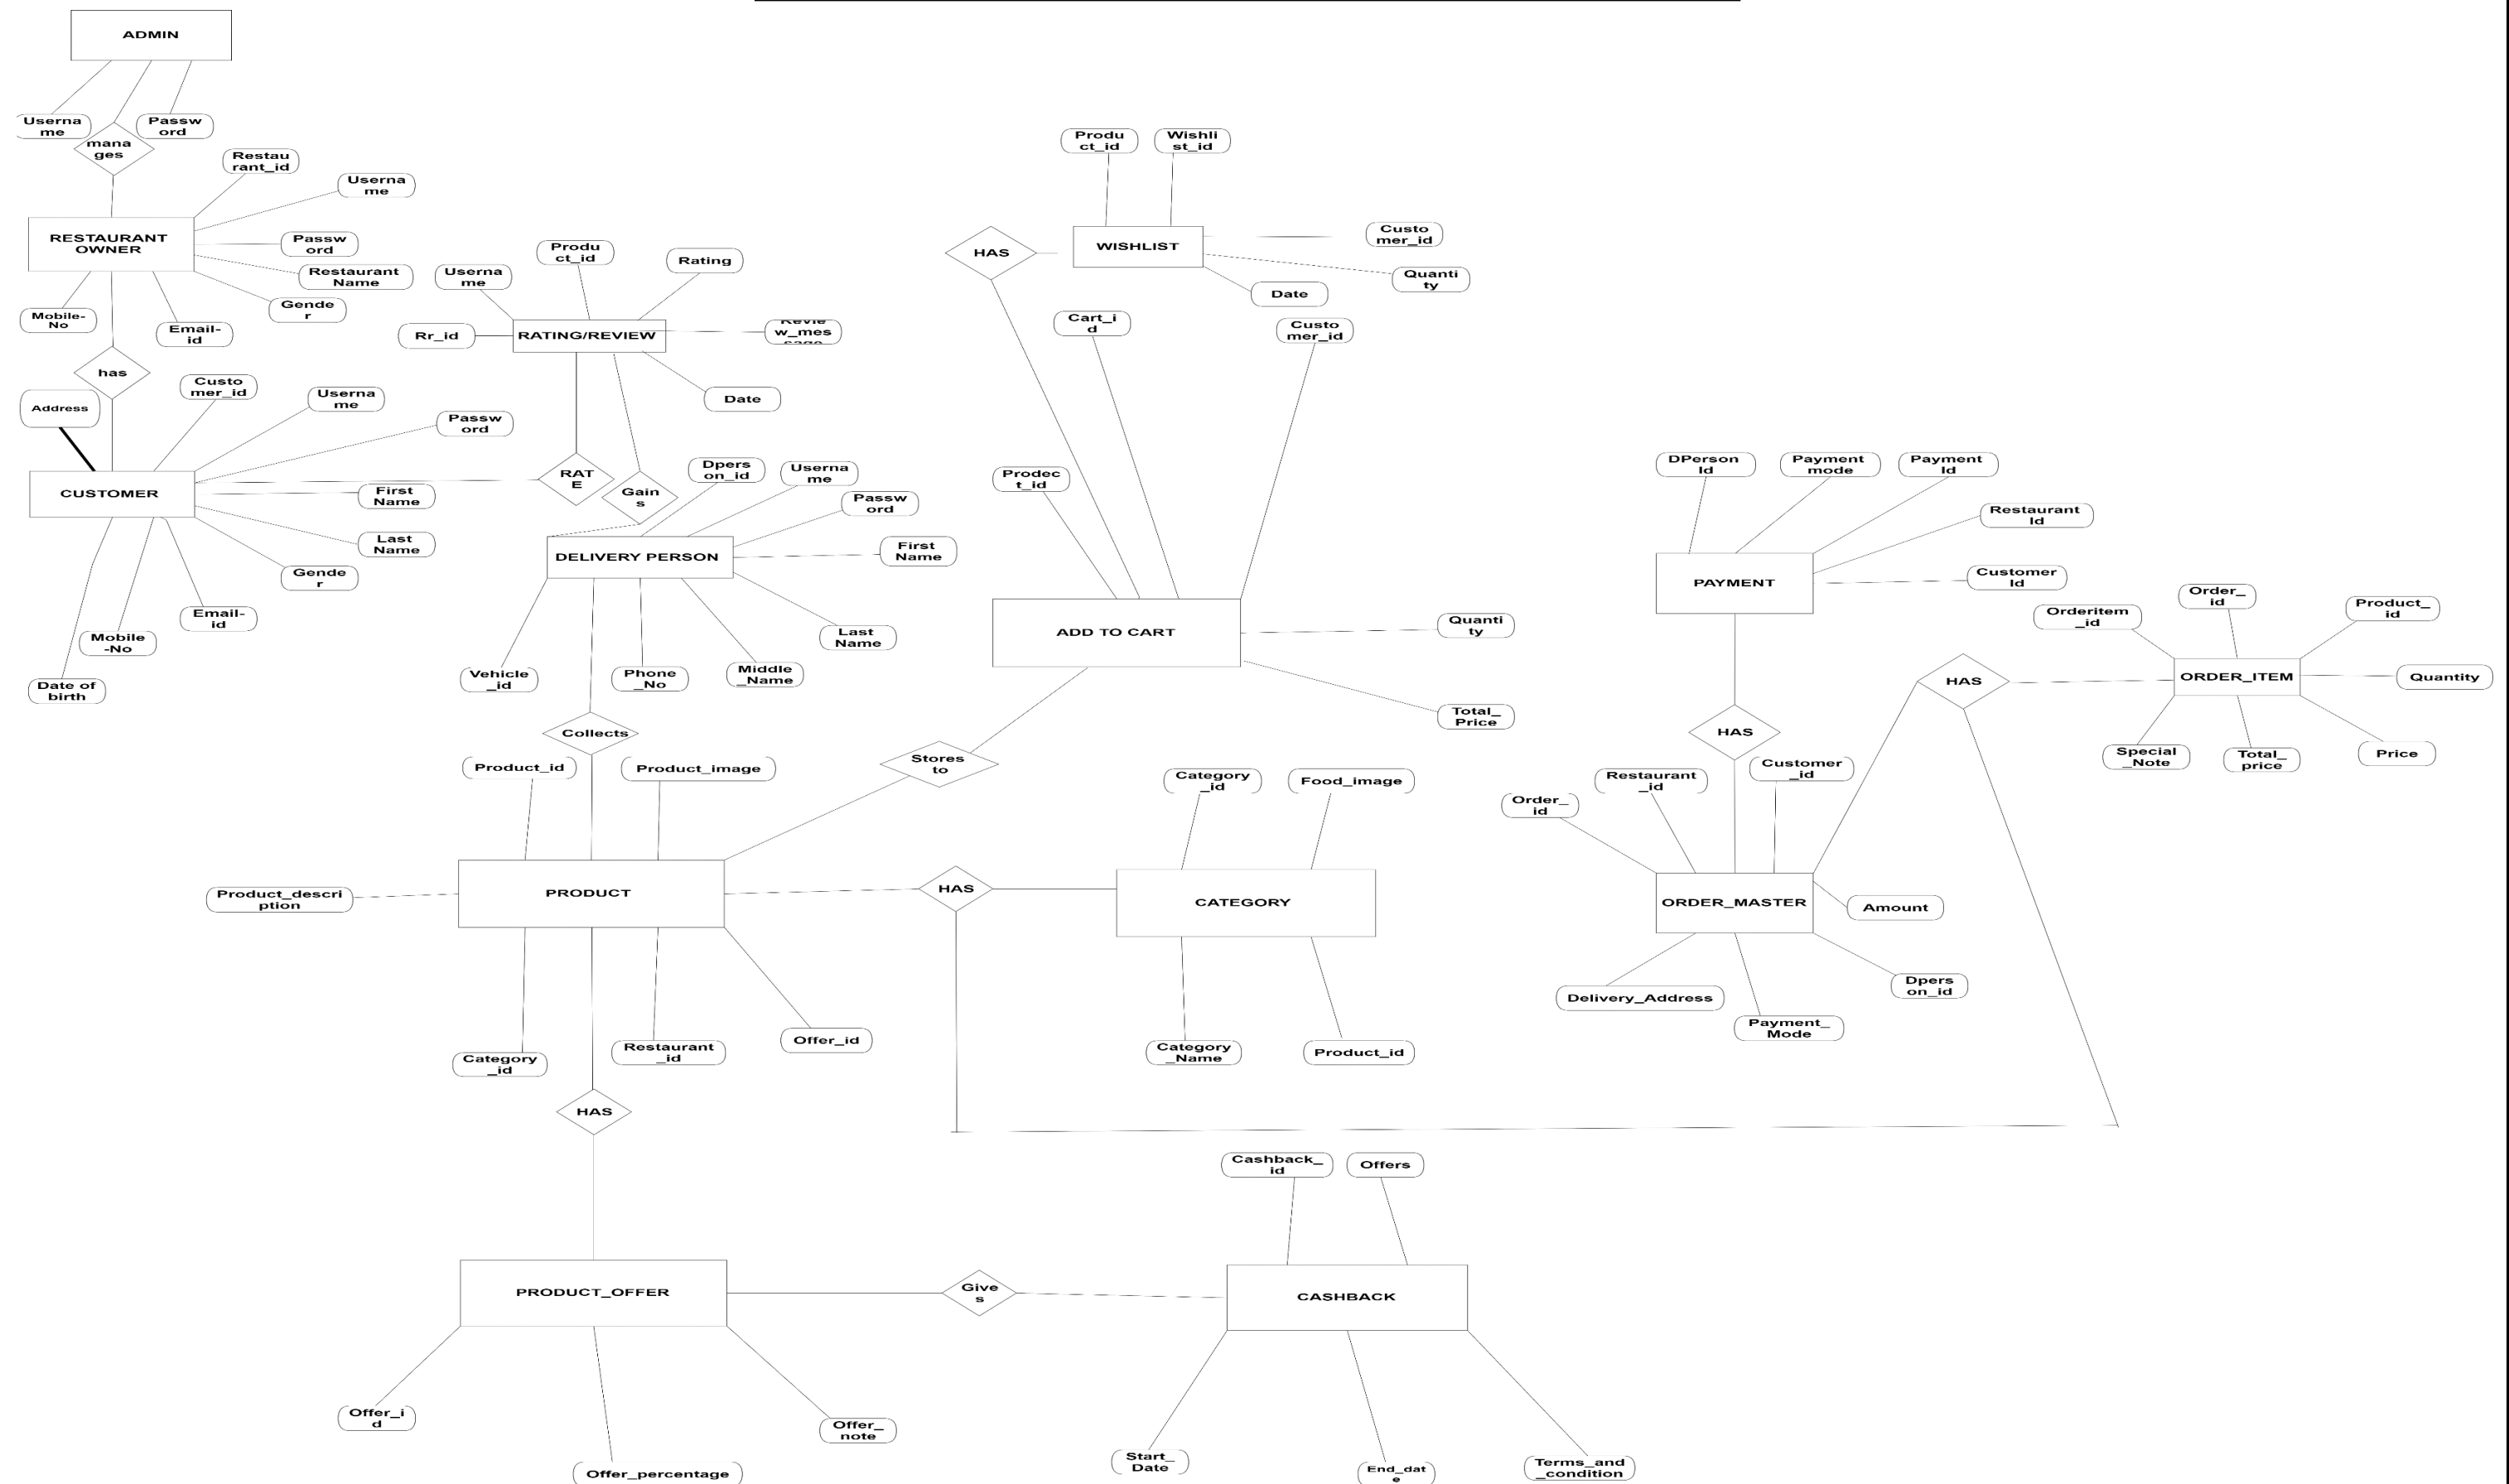 ADMIN
Userna
me
Passw
ord
mana
ges
Restau
rant_id
Userna
me
RESTAURANT
OWNER
Passw
ord
Restaurant
Name
Gende
r
Mobile-
No
Email-
id
has
Address
Custo
mer_id
Userna
me
Passw
ord
CUSTOMER
First
Name
Last
Name
Gende
r
Email-
id
Mobile
-No
Date of
birth
Userna
me
Produ
ct_id
Rating
Rr_id
RATING/REVIEW
Revie
w_mes
sage
Date
RAT
E
Gain
s
Dpers
on_id
Userna
me
Passw
ord
DELIVERY PERSON
First
Name
Last
Name
Middle
_Name
Phone
_No
Vehicle
_id
Collects
Produ
ct_id
Wishli
st_id
HAS
WISHLIST
Custo
mer_id
Quanti
ty
Date
Cart_i
d
Custo
mer_id
Prodec
t_id
ADD TO CART
Quanti
ty
Total_
Price
Stores
to
DPerson
Id
Payment
mode
Payment
Id
Restaurant
Id
PAYMENT
Customer
Id
HAS
Orderitem
_id
Order_
id
Product_
id
HAS
ORDER_ITEM
Quantity
Special
_Note
Total_
price
Price
Product_id
Product_image
Product_descri
ption
PRODUCT
Category
_id
Restaurant
_id
Offer_id
HAS
Category
_id
Food_image
CATEGORY
Category
_Name
Product_id
Order_
id
Restaurant
_id
Customer
_id
ORDER_MASTER
Amount
Delivery_Address
Payment_
Mode
Dpers
on_id
HAS
Cashback_
id
Offers
PRODUCT_OFFER
Give
s
CASHBACK
Offer_i
d
Offer_percentage
Offer_
note
Start_
Date
End_dat
e
Terms_and
_condition